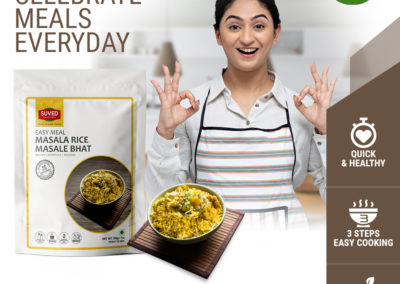 CELEBRATE
MEALS
EVERYDAY
SUVED
EASY MEAL
MASALA RICE
MASALE BHAT
QUICK
& HEALTHY
3 STEPS
EASY COOKING